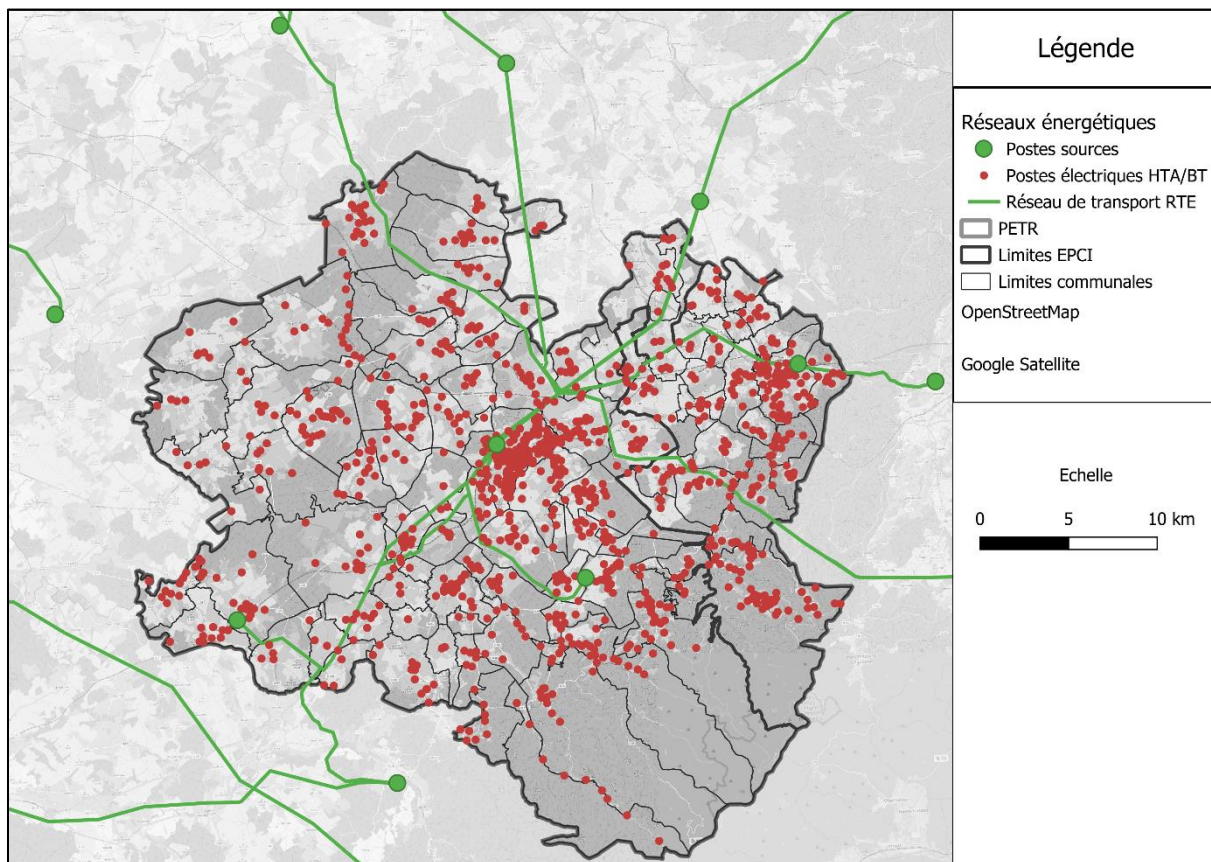 Légende
Réseaux énergétiques
Postes sources
Postes électriques HTA/BT
Réseau de transport RTE
PETR
Limites EPCI
Limites communales
OpenStreetMap
Google Satellite
Echelle
0 5 10 km